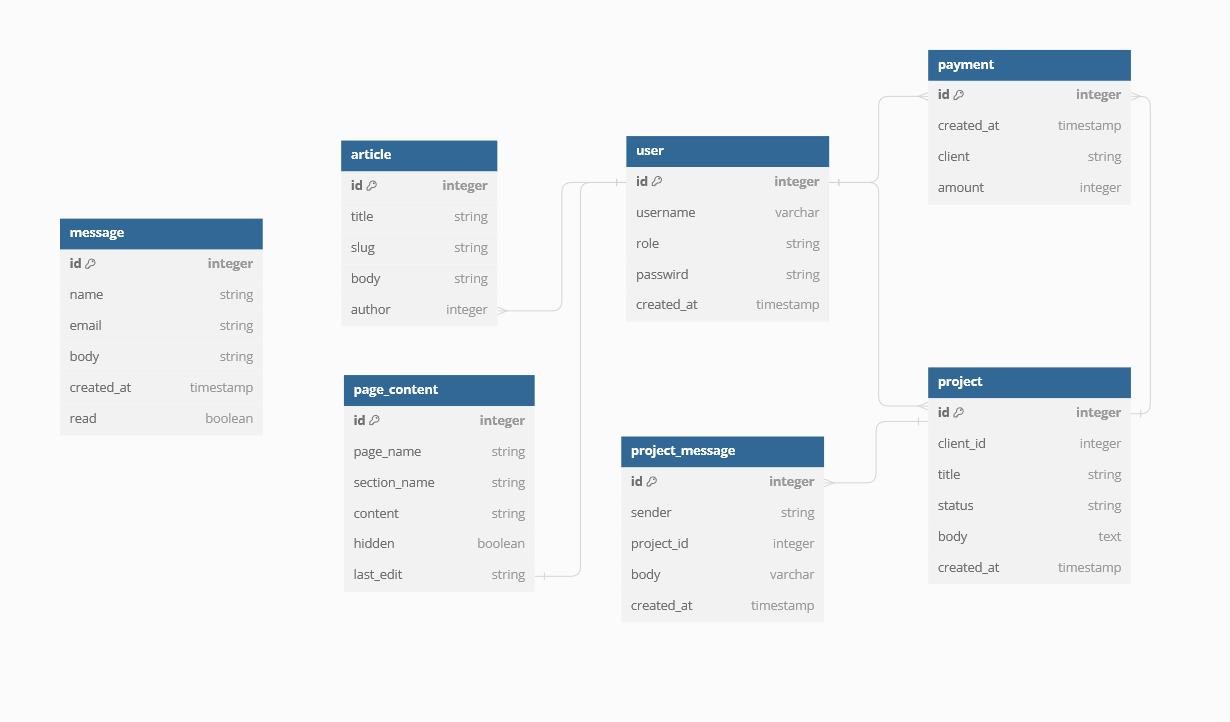 message
id integer
name string
email string
body string
created_at timestamp
read boolean
article
id integer
title string
slug string
body string
author integer
page_content
id integer
page_name string
section_name string
content string
hidden boolean
last_edit string
user
id integer
username varchar
role string
passwird string
created_at timestamp
project_message
id integer
sender string
project_id integer
body varchar
created_at timestamp
payment
id integer
created_at timestamp
client string
amount integer
project
id integer
client_id integer
title string
status string
body text
created_at timestamp